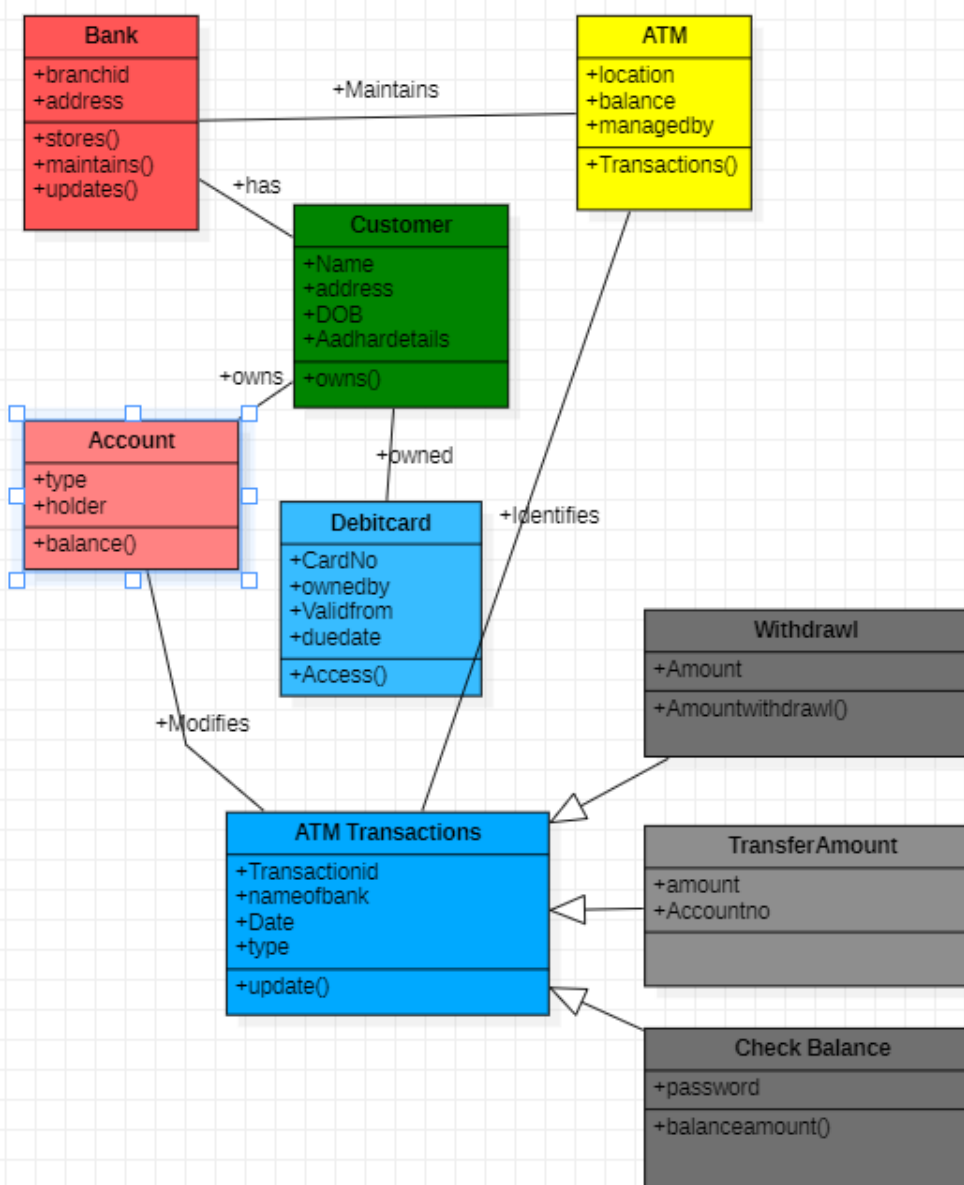 Bank
+branchid
+address
+stores()
+maintains()
+updates()
+Maintains
ATM
+location
+balance
+managedby
+Transactions()
+has
Customer
+Name
+address
+DOB
+Aadhardetails
+owns()
+owns
Account
+type
+holder
+balance()
+owned
Debitcard
+CardNo
+ownedby
+Validfrom
+duedate
+Access()
+Identifies
+Modifies
Withdrawl
+Amount
+Amountwithdrawl()
ATM Transactions
+Transactionid
+nameofbank
+Date
+type
+update()
TransferAmount
+amount
+Accountno
Check Balance
+password
+balanceamount()